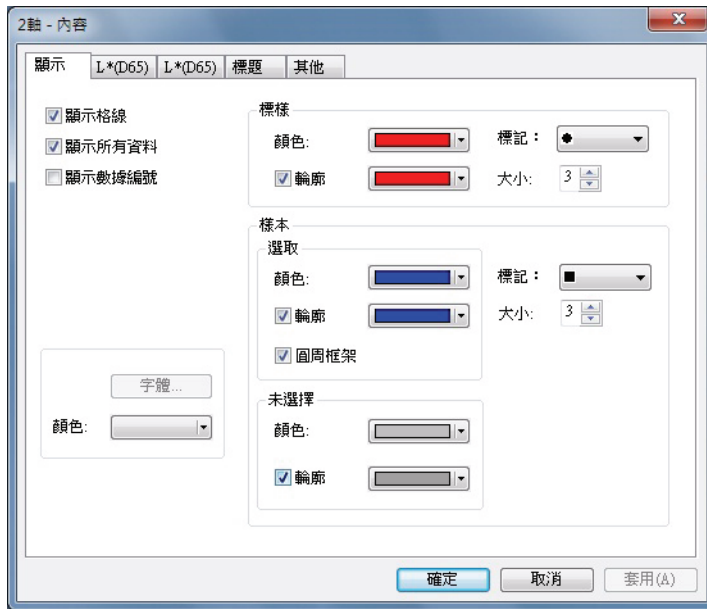 2軸 - 內容
顯示
L*(D65)
L*(D65)
標題
其他
顯示格線
顯示所有資料
顯示數據編號
字體...
顏色:
標樣
顏色:
標記：
輪廓
大小:
3
樣本
選取
顏色:
標記：
輪廓
大小:
3
圓周框架
未選擇
顏色:
輪廓
確定
取消
套用(A)